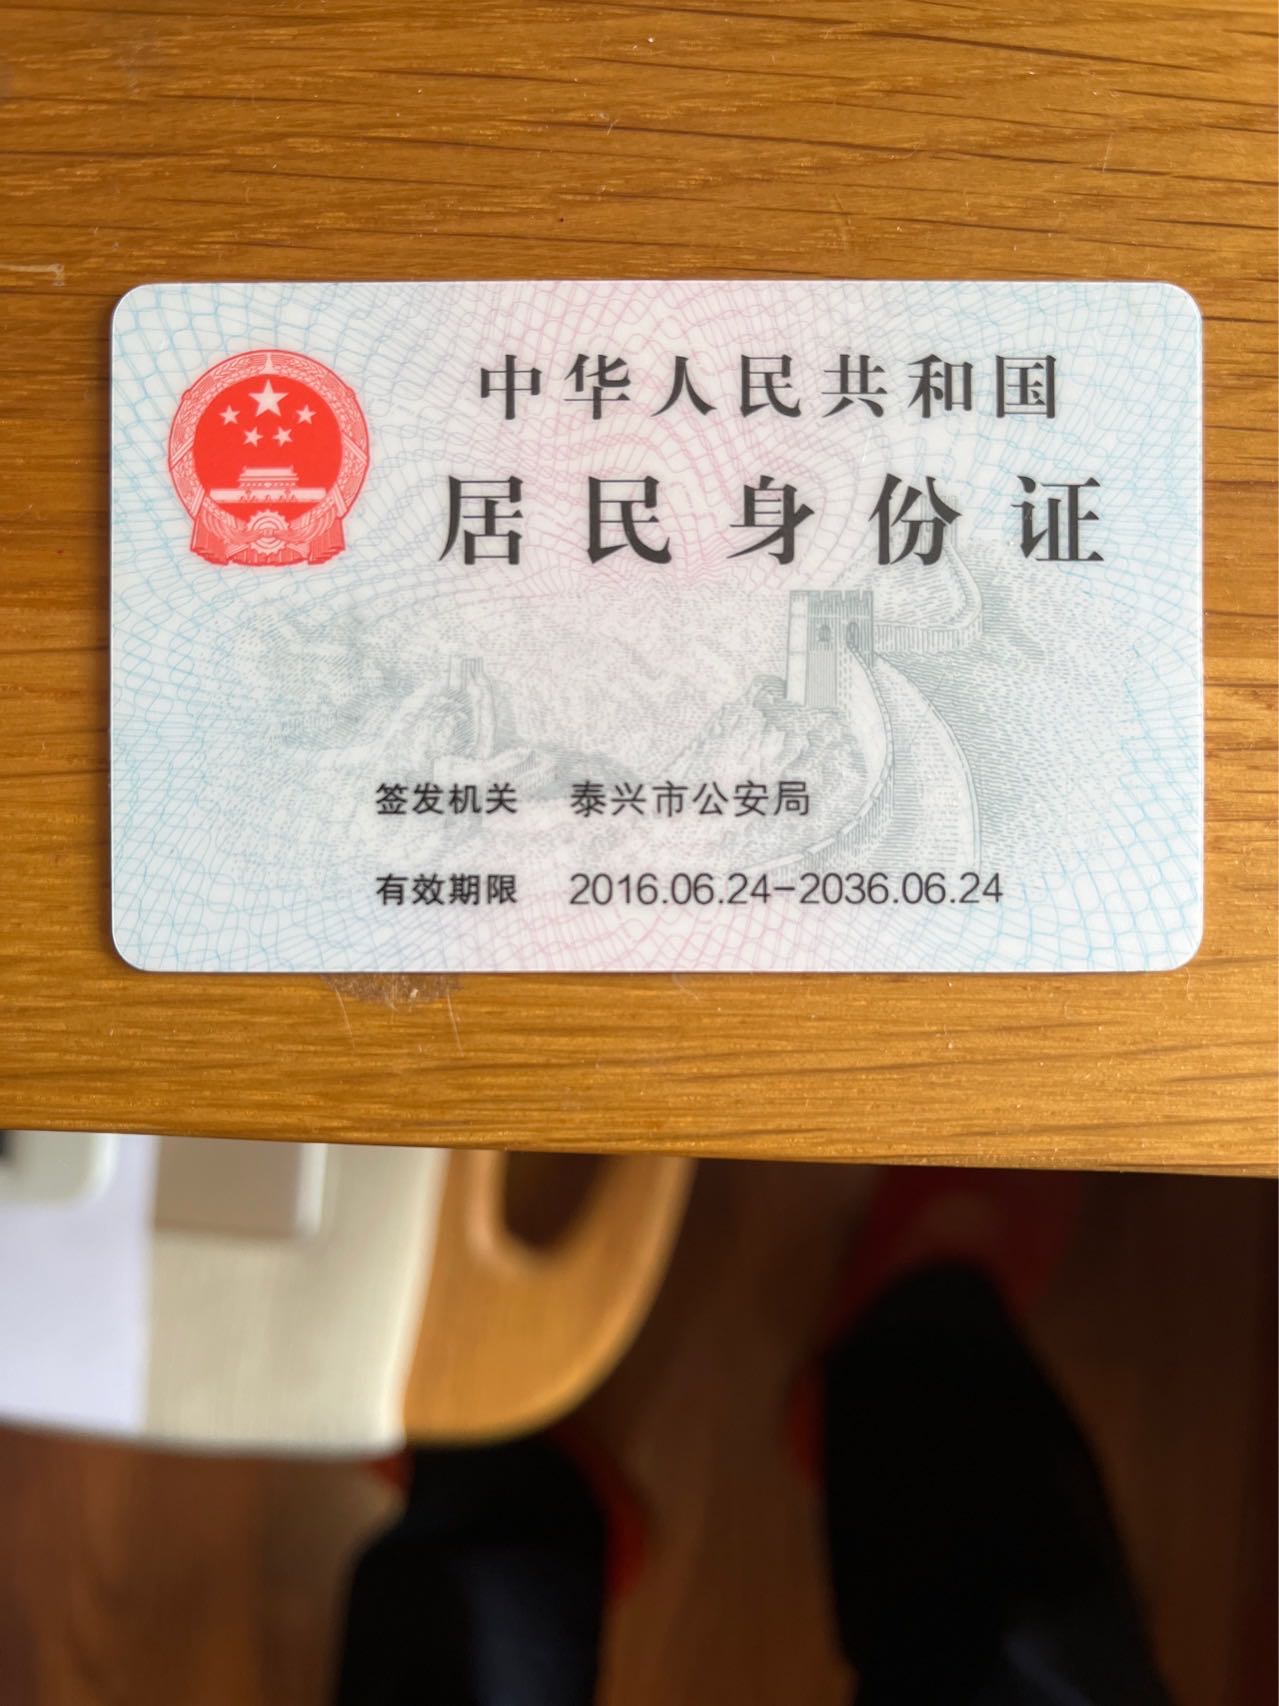 中华人民共和国
居民身份证
签发机关 泰兴市公安局
有效期限 2016.06.24-2036.06.24